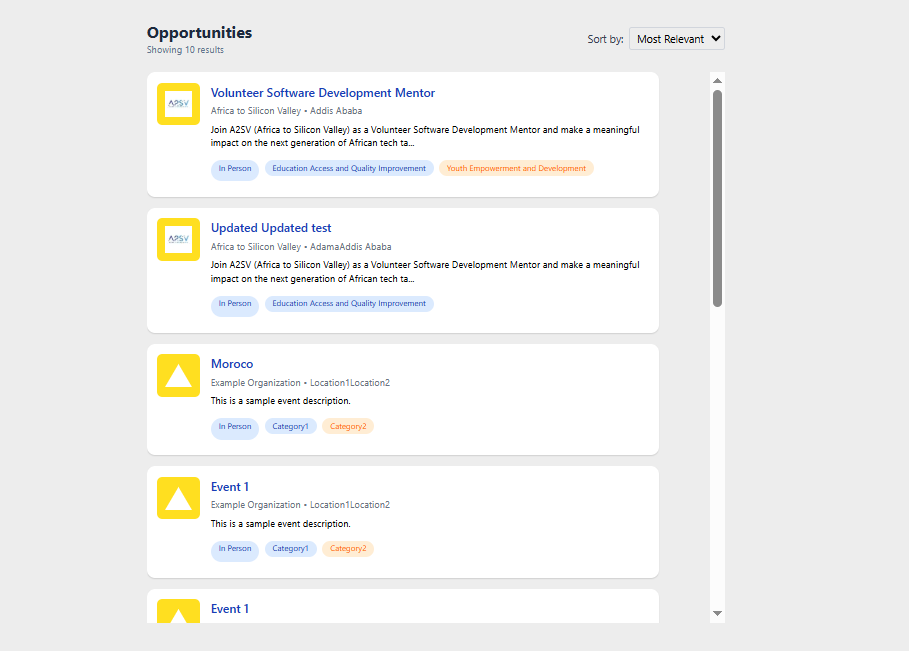 Opportunities
Showing 10 results
Sort by: Most Relevant
A2SV
Volunteer Software Development Mentor
Africa to Silicon Valley • Addis Ababa
Join A2SV (Africa to Silicon Valley) as a Volunteer Software Development Mentor and make a meaningful
impact on the next generation of African tech ta...
In Person Education Access and Quality Improvement Youth Empowerment and Development
A2SV
Updated Updated test
Africa to Silicon Valley • AdamaAddis Ababa
Join A2SV (Africa to Silicon Valley) as a Volunteer Software Development Mentor and make a meaningful
impact on the next generation of African tech ta...
In Person Education Access and Quality Improvement
Moroco
Example Organization • Location1Location2
This is a sample event description.
In Person Category1 Category2
Event 1
Example Organization • Location1Location2
This is a sample event description.
In Person Category1 Category2
Event 1